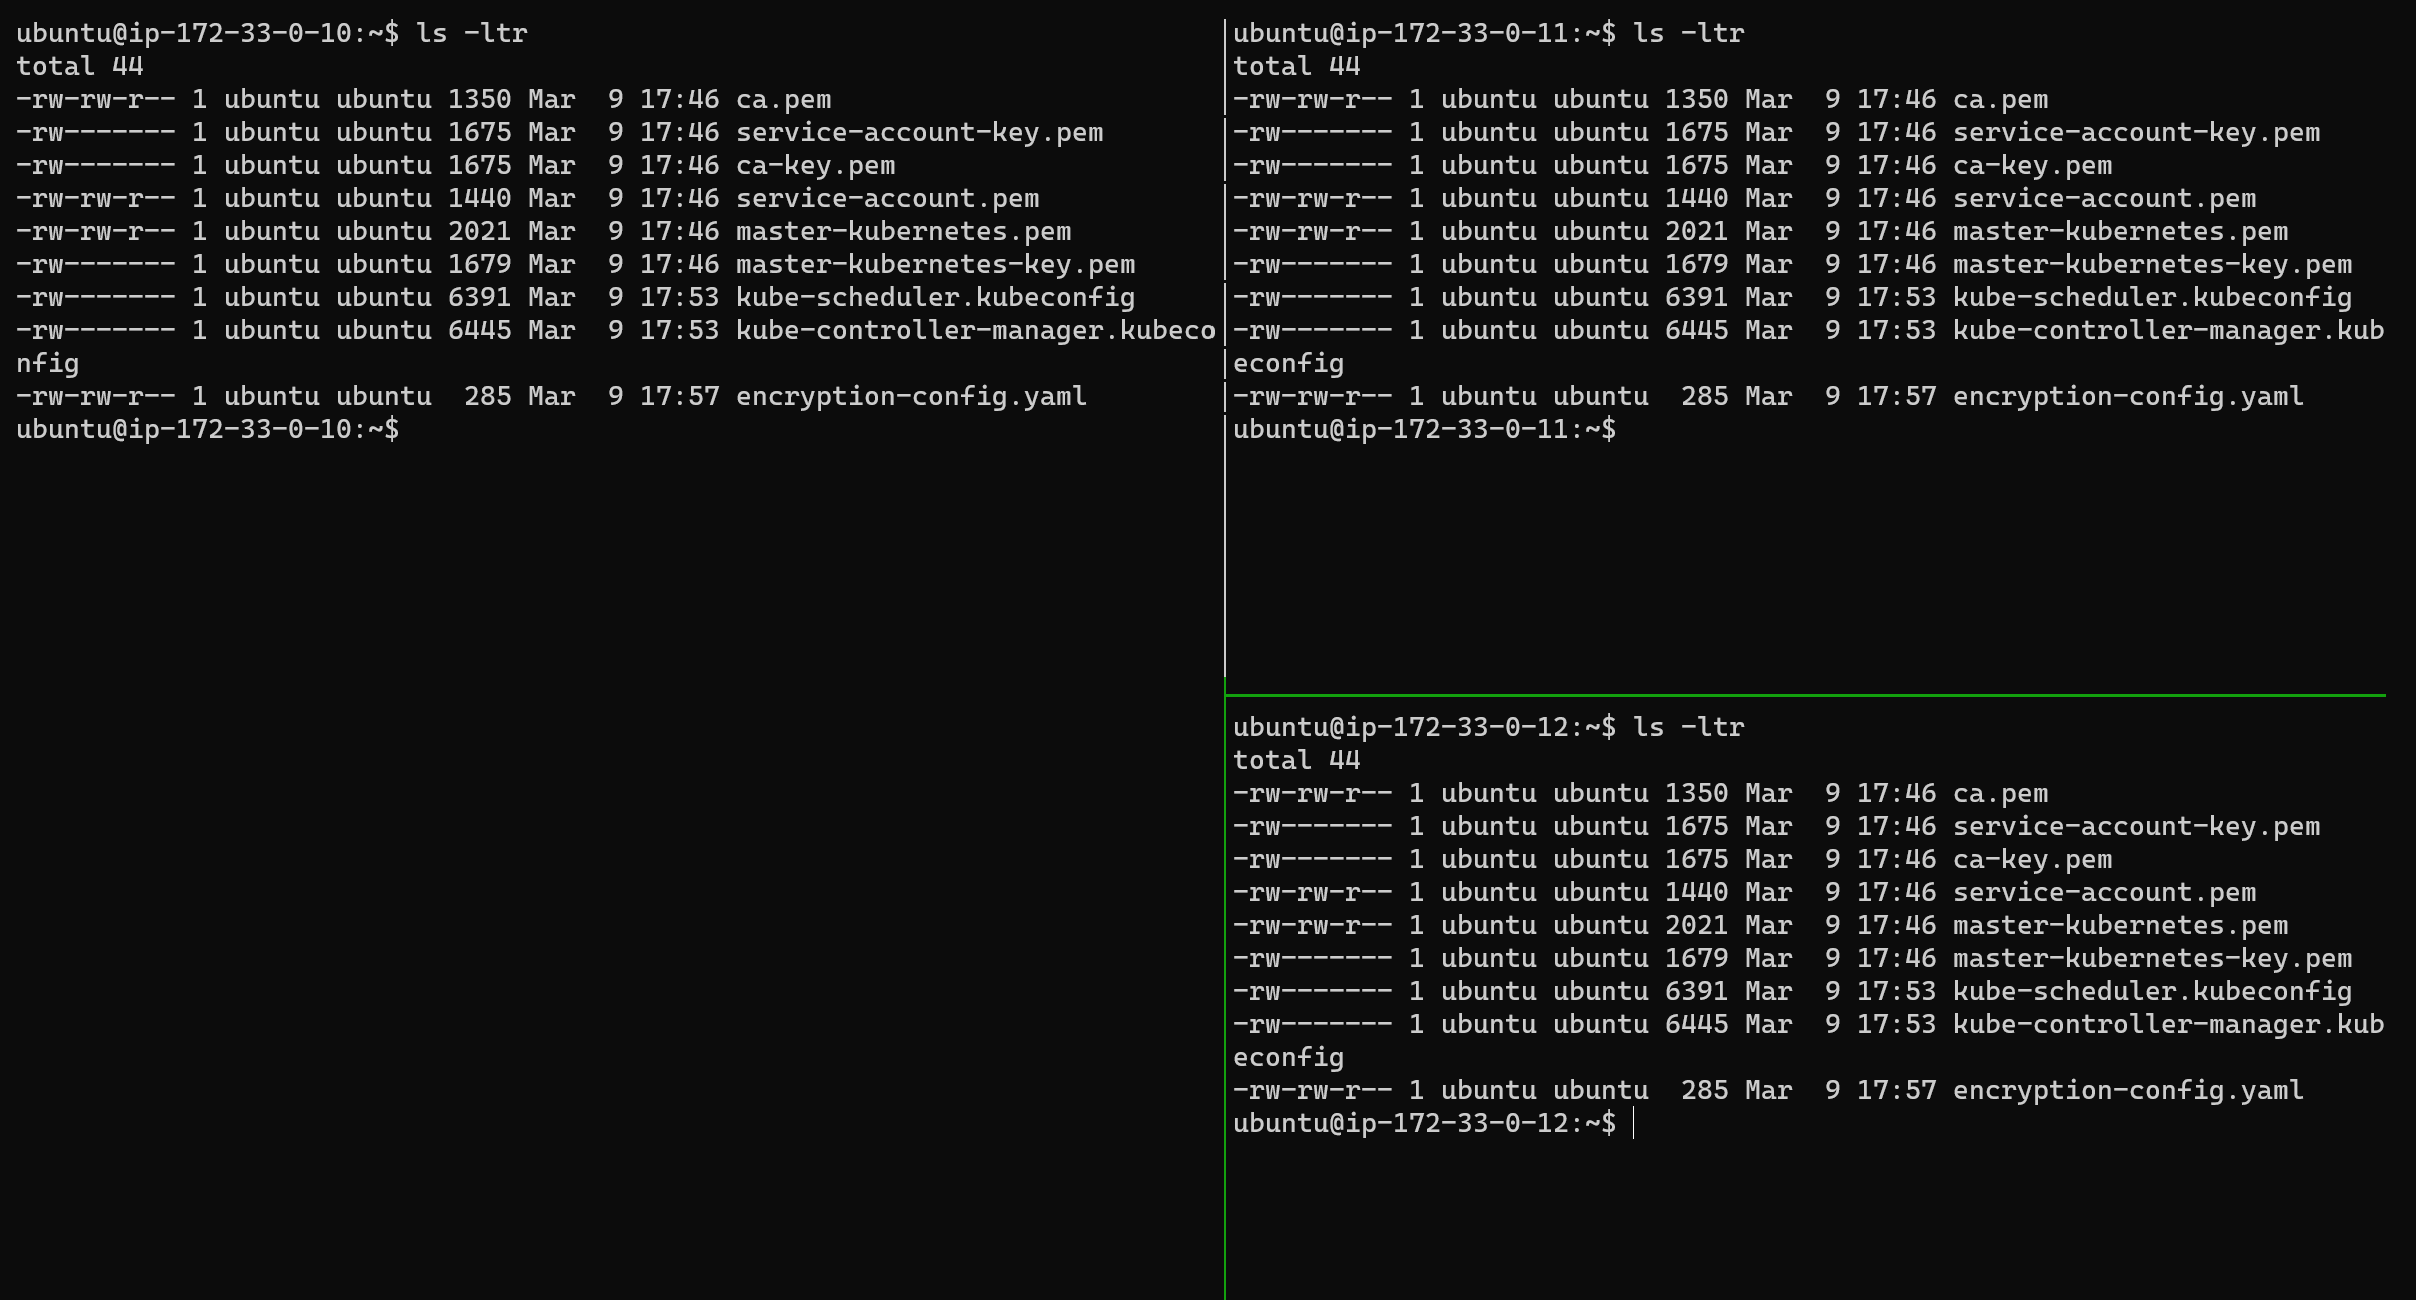 ubuntu@ip-172-33-0-10:~$ ls -ltr
total 44
-rw-rw-r-- 1 ubuntu ubuntu 1350 Mar  9 17:46 ca.pem
-rw------- 1 ubuntu ubuntu 1675 Mar  9 17:46 service-account-key.pem
-rw------- 1 ubuntu ubuntu 1675 Mar  9 17:46 ca-key.pem
-rw-rw-r-- 1 ubuntu ubuntu 1440 Mar  9 17:46 service-account.pem
-rw-rw-r-- 1 ubuntu ubuntu 2021 Mar  9 17:46 master-kubernetes.pem
-rw------- 1 ubuntu ubuntu 1679 Mar  9 17:46 master-kubernetes-key.pem
-rw------- 1 ubuntu ubuntu 6391 Mar  9 17:53 kube-scheduler.kubeconfig
-rw------- 1 ubuntu ubuntu 6445 Mar  9 17:53 kube-controller-manager.kubeco
nfig
-rw-rw-r-- 1 ubuntu ubuntu  285 Mar  9 17:57 encryption-config.yaml
ubuntu@ip-172-33-0-10:~$
ubuntu@ip-172-33-0-11:~$ ls -ltr
total 44
-rw-rw-r-- 1 ubuntu ubuntu 1350 Mar  9 17:46 ca.pem
-rw------- 1 ubuntu ubuntu 1675 Mar  9 17:46 service-account-key.pem
-rw------- 1 ubuntu ubuntu 1675 Mar  9 17:46 ca-key.pem
-rw-rw-r-- 1 ubuntu ubuntu 1440 Mar  9 17:46 service-account.pem
-rw-rw-r-- 1 ubuntu ubuntu 2021 Mar  9 17:46 master-kubernetes.pem
-rw------- 1 ubuntu ubuntu 1679 Mar  9 17:46 master-kubernetes-key.pem
-rw------- 1 ubuntu ubuntu 6391 Mar  9 17:53 kube-scheduler.kubeconfig
-rw------- 1 ubuntu ubuntu 6445 Mar  9 17:53 kube-controller-manager.kub
econfig
-rw-rw-r-- 1 ubuntu ubuntu  285 Mar  9 17:57 encryption-config.yaml
ubuntu@ip-172-33-0-11:~$
ubuntu@ip-172-33-0-12:~$ ls -ltr
total 44
-rw-rw-r-- 1 ubuntu ubuntu 1350 Mar  9 17:46 ca.pem
-rw------- 1 ubuntu ubuntu 1675 Mar  9 17:46 service-account-key.pem
-rw------- 1 ubuntu ubuntu 1675 Mar  9 17:46 ca-key.pem
-rw-rw-r-- 1 ubuntu ubuntu 1440 Mar  9 17:46 service-account.pem
-rw-rw-r-- 1 ubuntu ubuntu 2021 Mar  9 17:46 master-kubernetes.pem
-rw------- 1 ubuntu ubuntu 1679 Mar  9 17:46 master-kubernetes-key.pem
-rw------- 1 ubuntu ubuntu 6391 Mar  9 17:53 kube-scheduler.kubeconfig
-rw------- 1 ubuntu ubuntu 6445 Mar  9 17:53 kube-controller-manager.kub
econfig
-rw-rw-r-- 1 ubuntu ubuntu  285 Mar  9 17:57 encryption-config.yaml
ubuntu@ip-172-33-0-12:~$